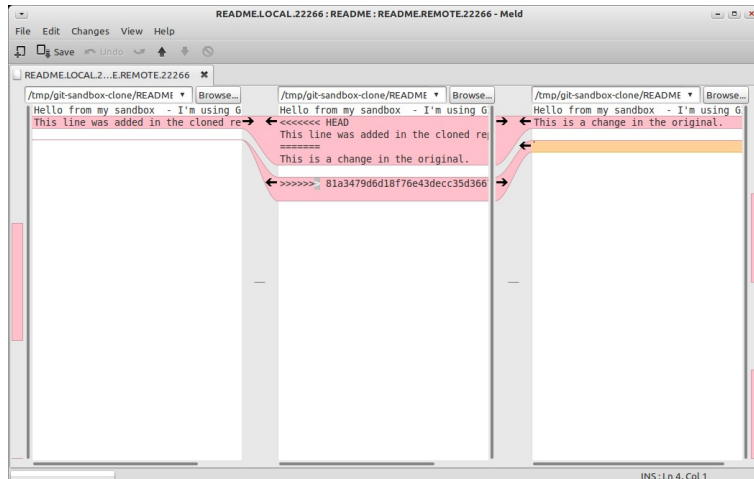 README.LOCAL.22266 : README : README.REMOTE.22266 - Meld
File Edit Changes View Help
Save Undo
README.LOCAL.2...E.REMOTE.22266
/tmp/git-sandbox-clone/README Browse...
Hello from my sandbox - I'm using G
This line was added in the cloned re
/tmp/git-sandbox-clone/README Browse...
Hello from my sandbox - I'm using G
<<<<<<< HEAD
This line was added in the cloned re
=======
This is a change in the original.
>>>>>>> 81a3479d6d18f76e43decc35d366
/tmp/git-sandbox-clone/README Browse...
Hello from my sandbox - I'm using G
This is a change in the original.
INS : Ln 4, Col 1